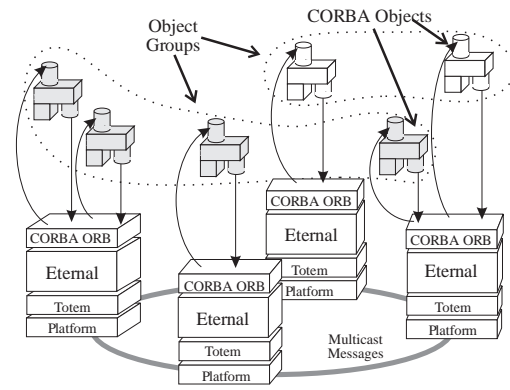 Object
Groups
CORBA Objects
CORBA ORB
Eternal
Totem
Platform
CORBA ORB
Eternal
Totem
Platform
CORBA ORB
Eternal
Totem
Platform
CORBA ORB
Eternal
Totem
Platform
Multicast
Messages